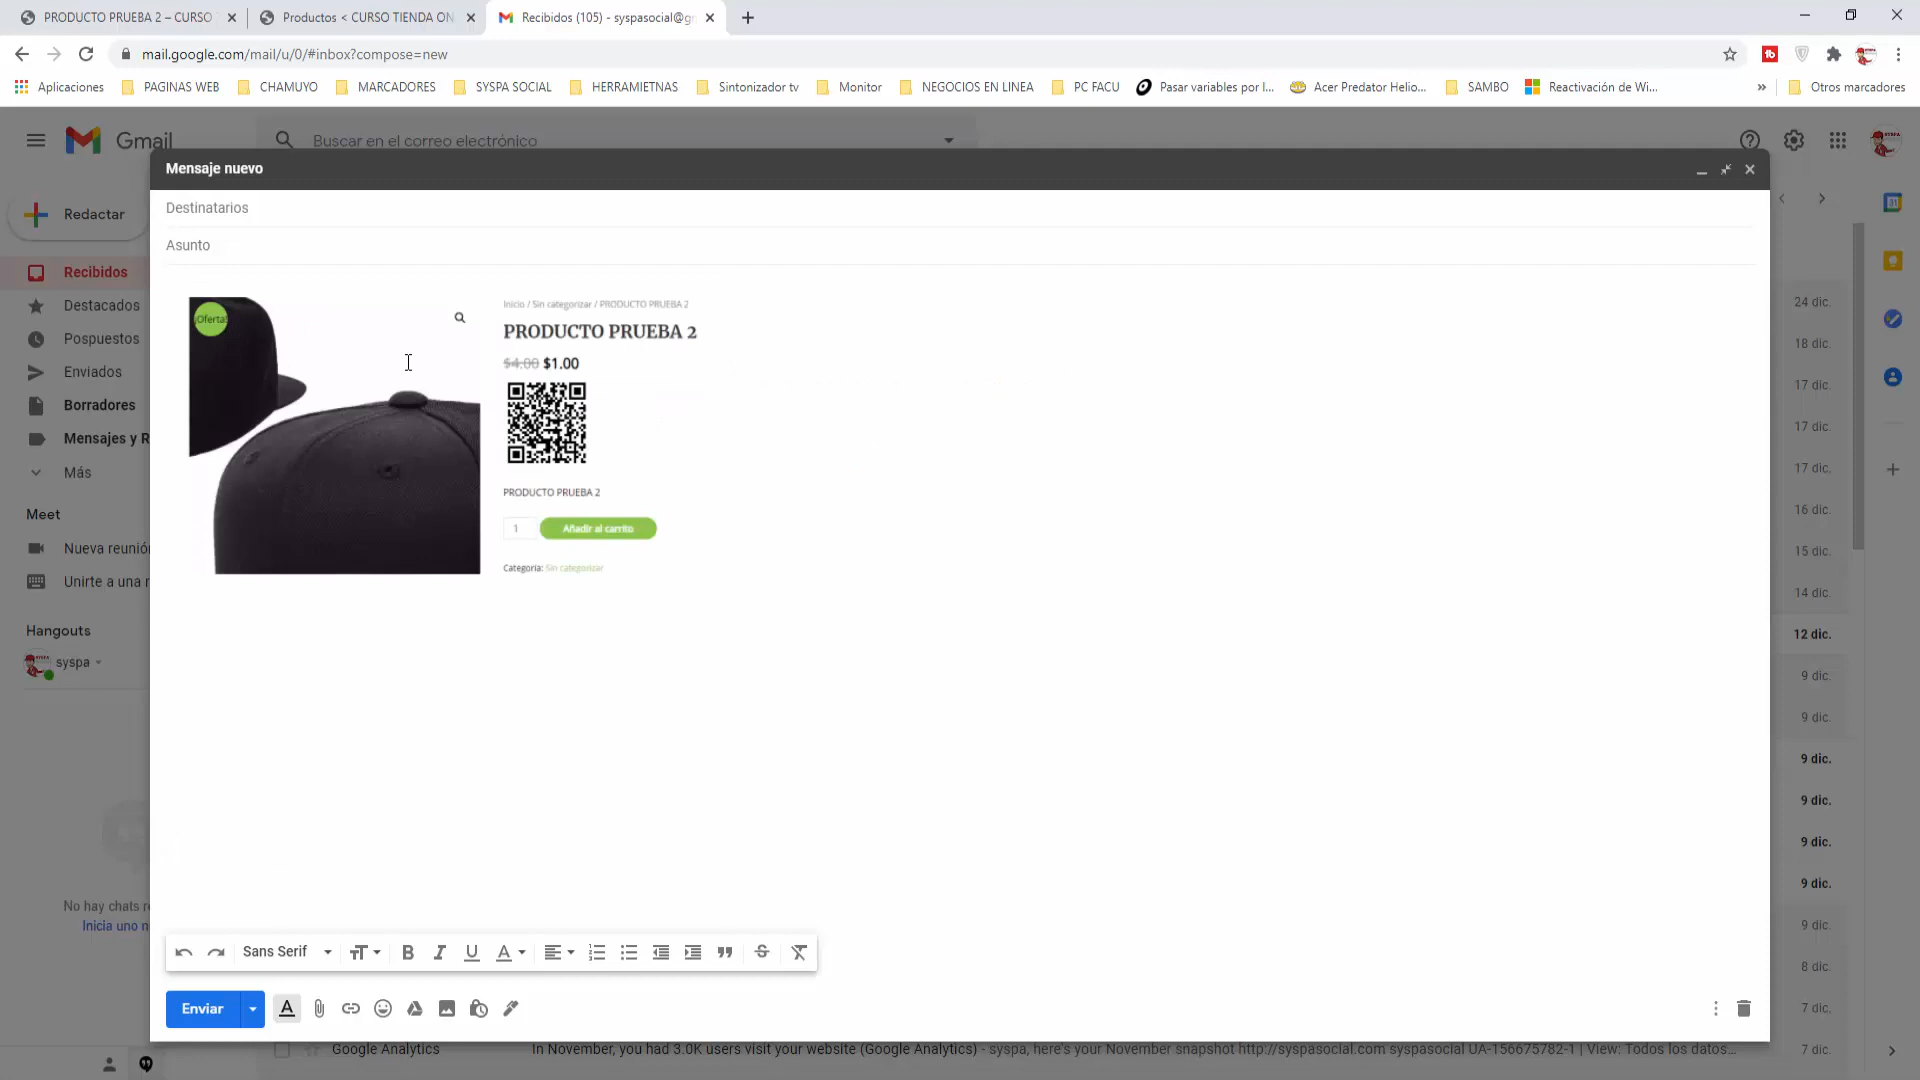 PRODUCTO PRUEBA 2 – CURSO
Productos < CURSO TIENDA ON
Recibidos (105) - syspasocial@g
mail.google.com/mail/u/0/#inbox?compose=new
Aplicaciones
PAGINAS WEB
CHAMUYO
MARCADORES
SYSPA SOCIAL
HERRAMIETNAS
Sintonizador tv
Monitor
NEGOCIOS EN LINEA
PC FACU
Pasar variables por l...
Acer Predator Helio...
SAMBO
Reactivación de Wi...
»
Otros marcadores
Gmail
Buscar en el correo electrónico
Mensaje nuevo
Redactar
Destinatarios
Asunto
Recibidos
Destacados
Pospuestos
Enviados
Borradores
Mensajes y R
Más
Meet
Nueva reunió
Unirte a una r
Hangouts
syspa
No hay chats re
Inicia uno n
¡Oferta!
Inicio / Sin categorizar / PRODUCTO PRUEBA 2
PRODUCTO PRUEBA 2
$4.00 $1.00
PRODUCTO PRUEBA 2
1
Añadir al carrito
Categoría: Sin categorizar
24 dic.
18 dic.
17 dic.
17 dic.
17 dic.
16 dic.
15 dic.
14 dic.
12 dic.
9 dic.
9 dic.
9 dic.
9 dic.
9 dic.
9 dic.
9 dic.
8 dic.
7 dic.
7 dic.
Sans Serif
Enviar
Google Analytics
In November, you had 3.0K users visit your website (Google Analytics) - syspa, here's your November snapshot http://syspasocial.com syspasocial UA-156675782-1 | View: Todos los datos...